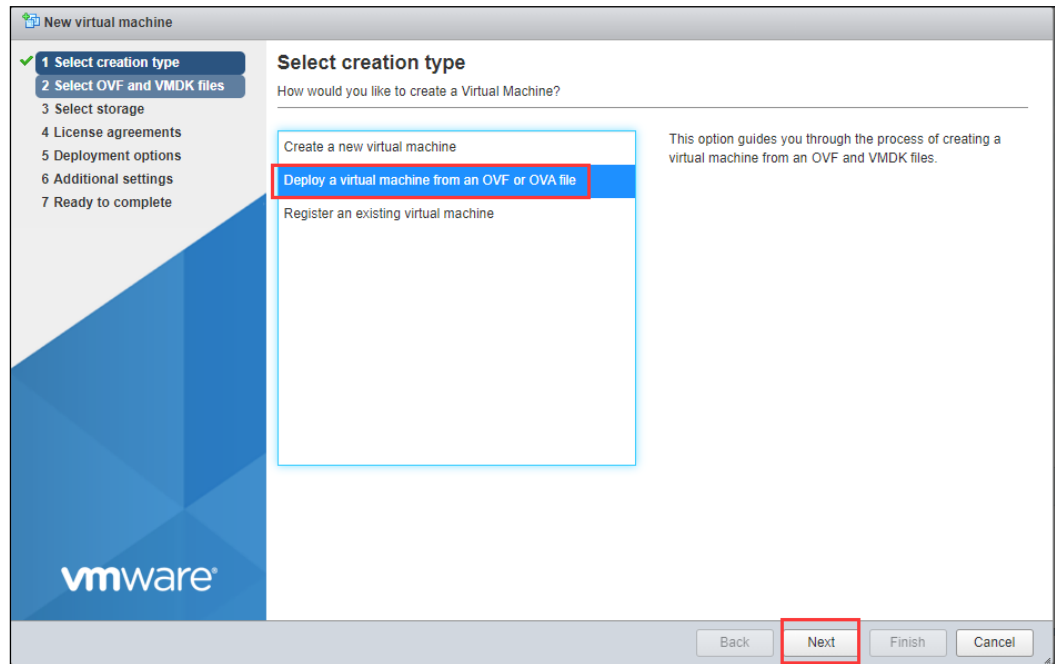 New virtual machine
1 Select creation type
2 Select OVF and VMDK files
3 Select storage
4 License agreements
5 Deployment options
6 Additional settings
7 Ready to complete
Select creation type
How would you like to create a Virtual Machine?
Create a new virtual machine
Deploy a virtual machine from an OVF or OVA file
Register an existing virtual machine
This option guides you through the process of creating a
virtual machine from an OVF and VMDK files.
vmware®
Back
Next
Finish
Cancel